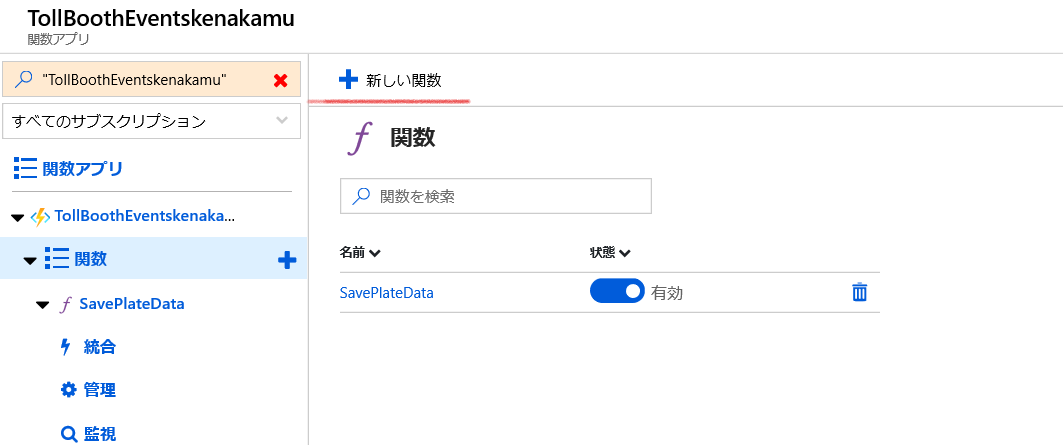 TollBoothEventskenakamu
関数アプリ
"TollBoothEventskenakamu"
すべてのサブスクリプション
関数アプリ
TollBoothEventskenaka...
関数
SavePlateData
統合
管理
監視
新しい関数
関数
関数を検索
名前 状態
SavePlateData 有効